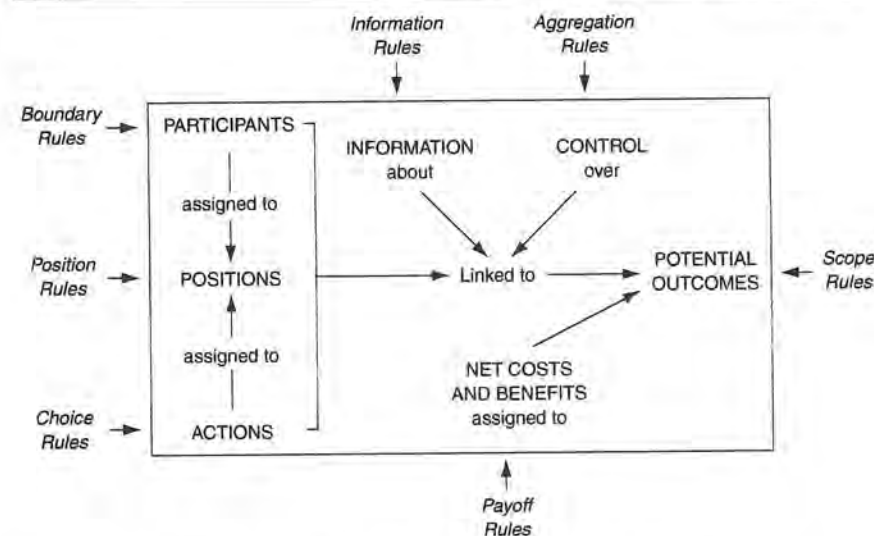 Information
Rules
Aggregation
Rules
Boundary
Rules
PARTICIPANTS
INFORMATION
about
CONTROL
over
assigned to
Position
Rules
POSITIONS
Linked to
POTENTIAL
OUTCOMES
Scope
Rules
assigned to
NET COSTS
AND BENEFITS
assigned to
Choice
Rules
ACTIONS
Payoff
Rules